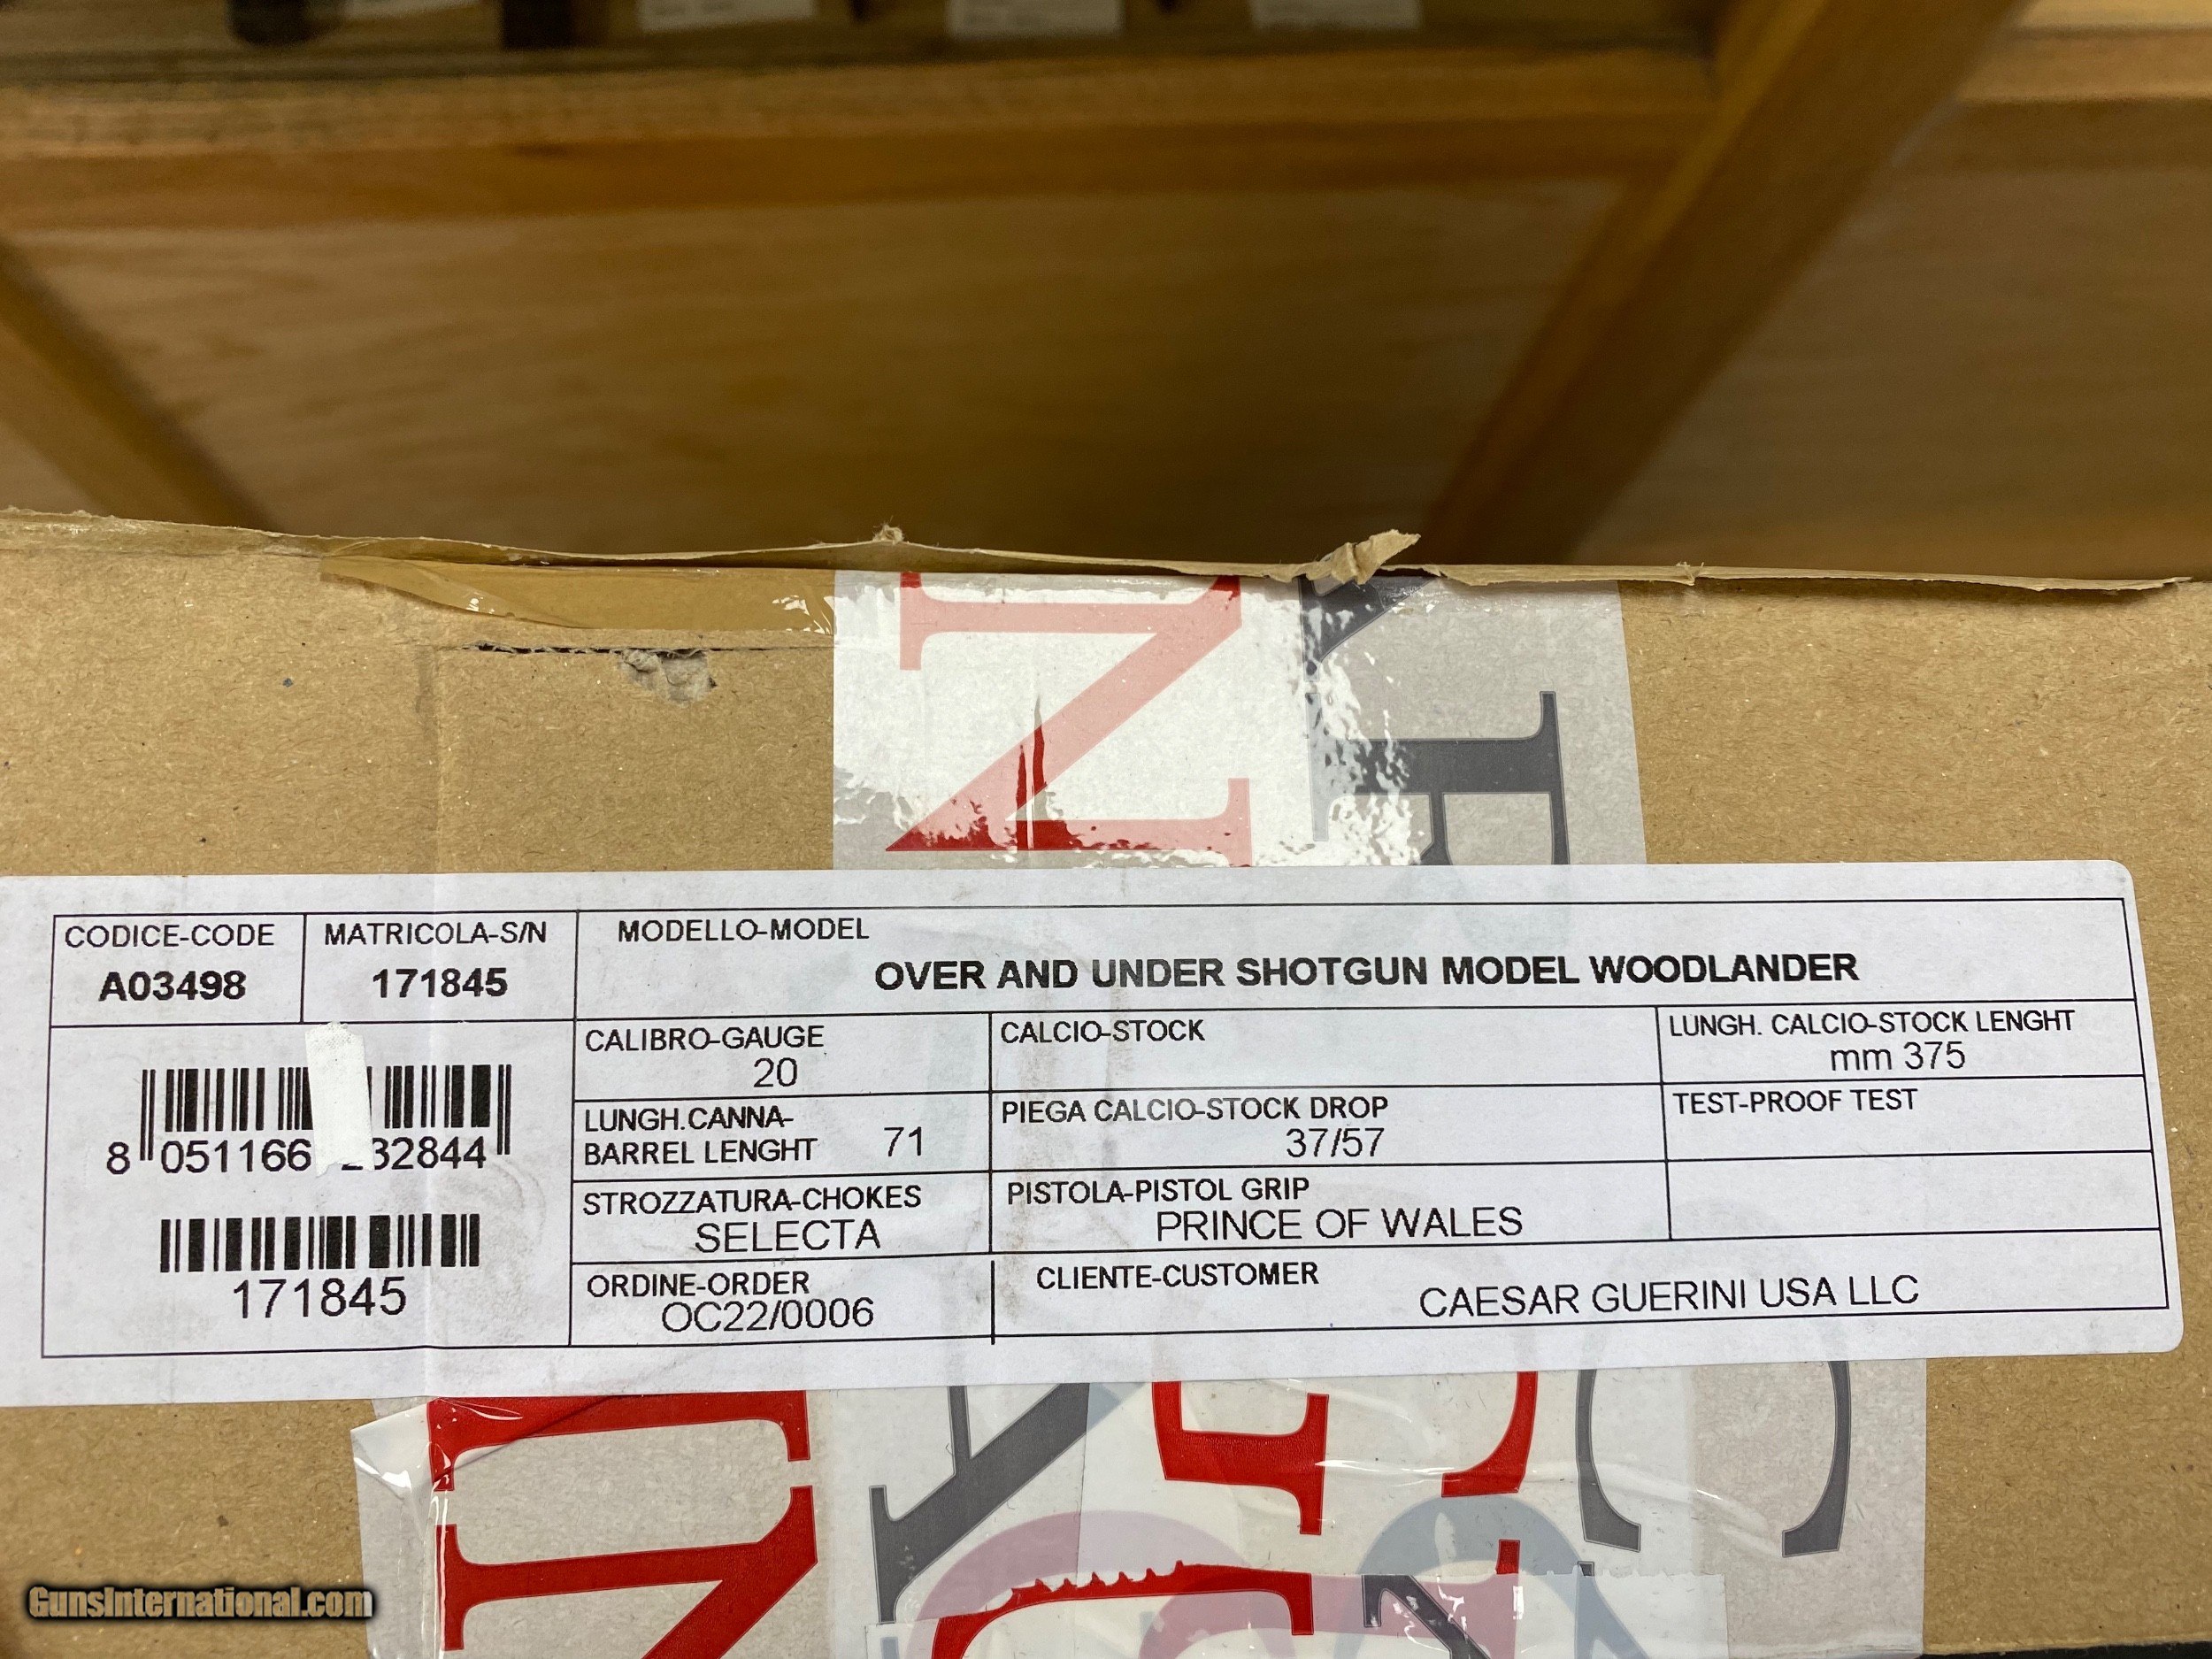 CODICE-CODE
A03498
MATRICOLA-S/N
171845
MODELLO-MODEL
OVER AND UNDER SHOTGUN MODEL WOODLANDER
CALIBRO-GAUGE
20
CALCIO-STOCK
LUNGH. CALCIO-STOCK LENGHT
mm 375
LUNGH.CANNA-
BARREL LENGHT 71
PIEGA CALCIO-STOCK DROP
37/57
TEST-PROOF TEST
STROZZATURA-CHOKES
SELECTA
PISTOLA-PISTOL GRIP
PRINCE OF WALES
ORDINE-ORDER
OC22/0006
CLIENTE-CUSTOMER
CAESAR GUERINI USA LLC
8 051166 32844
171845
GunsInternational.com